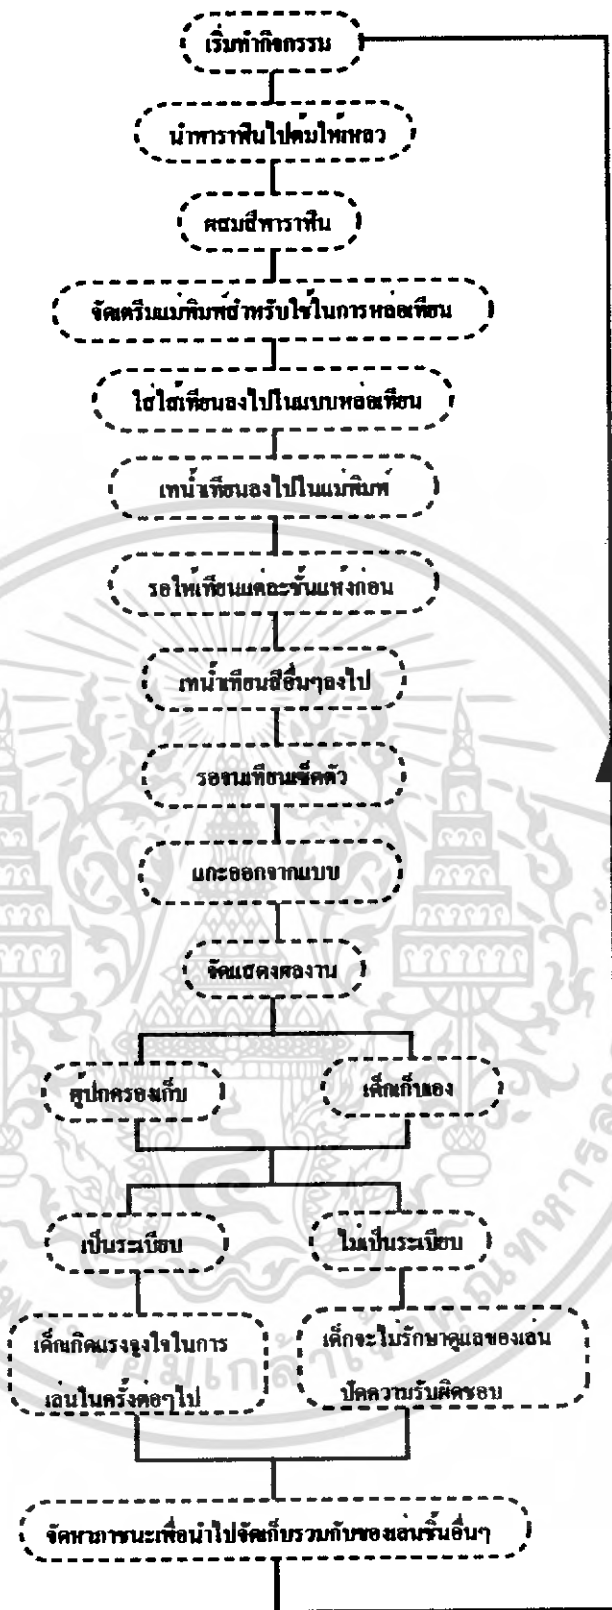 เริ่มทำกิจกรรม
นำพาราฟินไปต้มให้เหลว
ผสมสีพาราฟิน
จัดเตรีมแม่พิมพ์สำหรับใช้ในการหล่อเทียน
ใส่ไส้เทียนลงไปในแบบหล่อเทียน
เทน้ำเทียนลงไปในแม่พิมพ์
รอให้เทียนแต่ละชั้นแห้งก่อน
เทน้ำเทียนสีอื่นๆลงไป
รอจนเทียนเซ็ตตัว
แกะออกจากแบบ
จัดแสดงผลงาน
ผู้ปกครองเก็บ
เด็กเก็บเอง
เป็นระเบียบ
ไม่เป็นระเบียบ
เด็กเกิดแรงจูงใจในการ
เล่นในครั้งต่อๆไป
เด็กจะไม่รักษาดูแลของเล่น
ปัดความรับผิดชอบ
จัดหาภาชนะเพื่อนำไปจัดเก็บรวมกับของเล่นชิ้นอื่นๆ